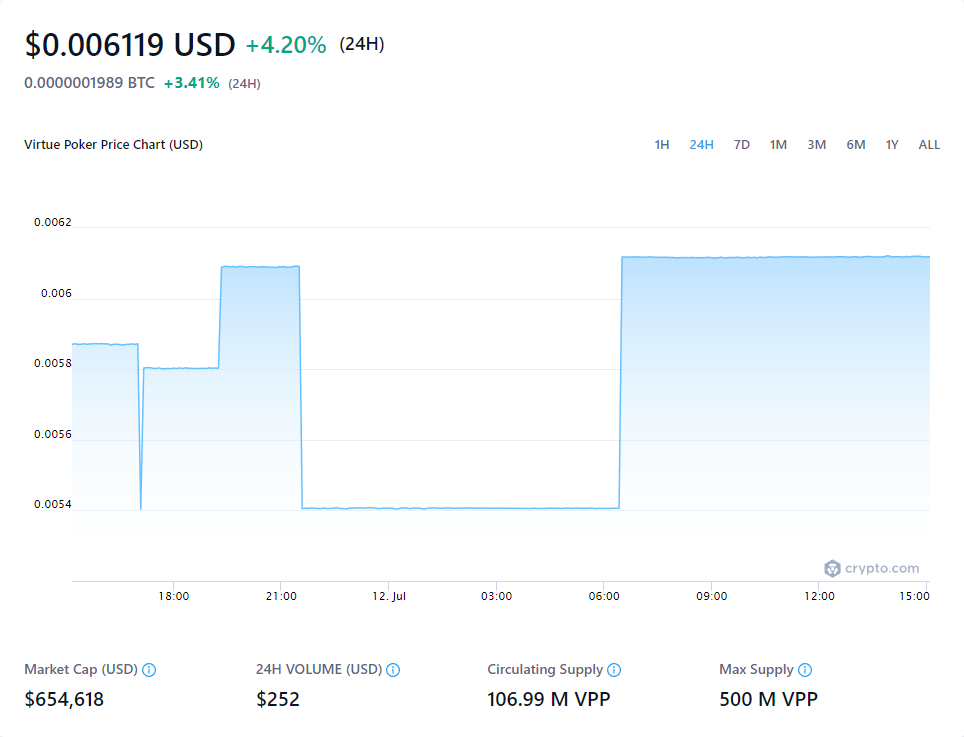 $0.006119 USD +4.20% (24H)
0.0000001989 BTC +3.41% (24H)
Virtue Poker Price Chart (USD) 1H 24H 7D 1M 3M 6M 1Y ALL
0.0062
0.006
0.0058
0.0056
0.0054
crypto.com
18:00 21:00 12. Jul 03:00 06:00 09:00 12:00 15:00
Market Cap (USD) 24H VOLUME (USD) Circulating Supply Max Supply
$654,618 $252 106.99 M VPP 500 M VPP